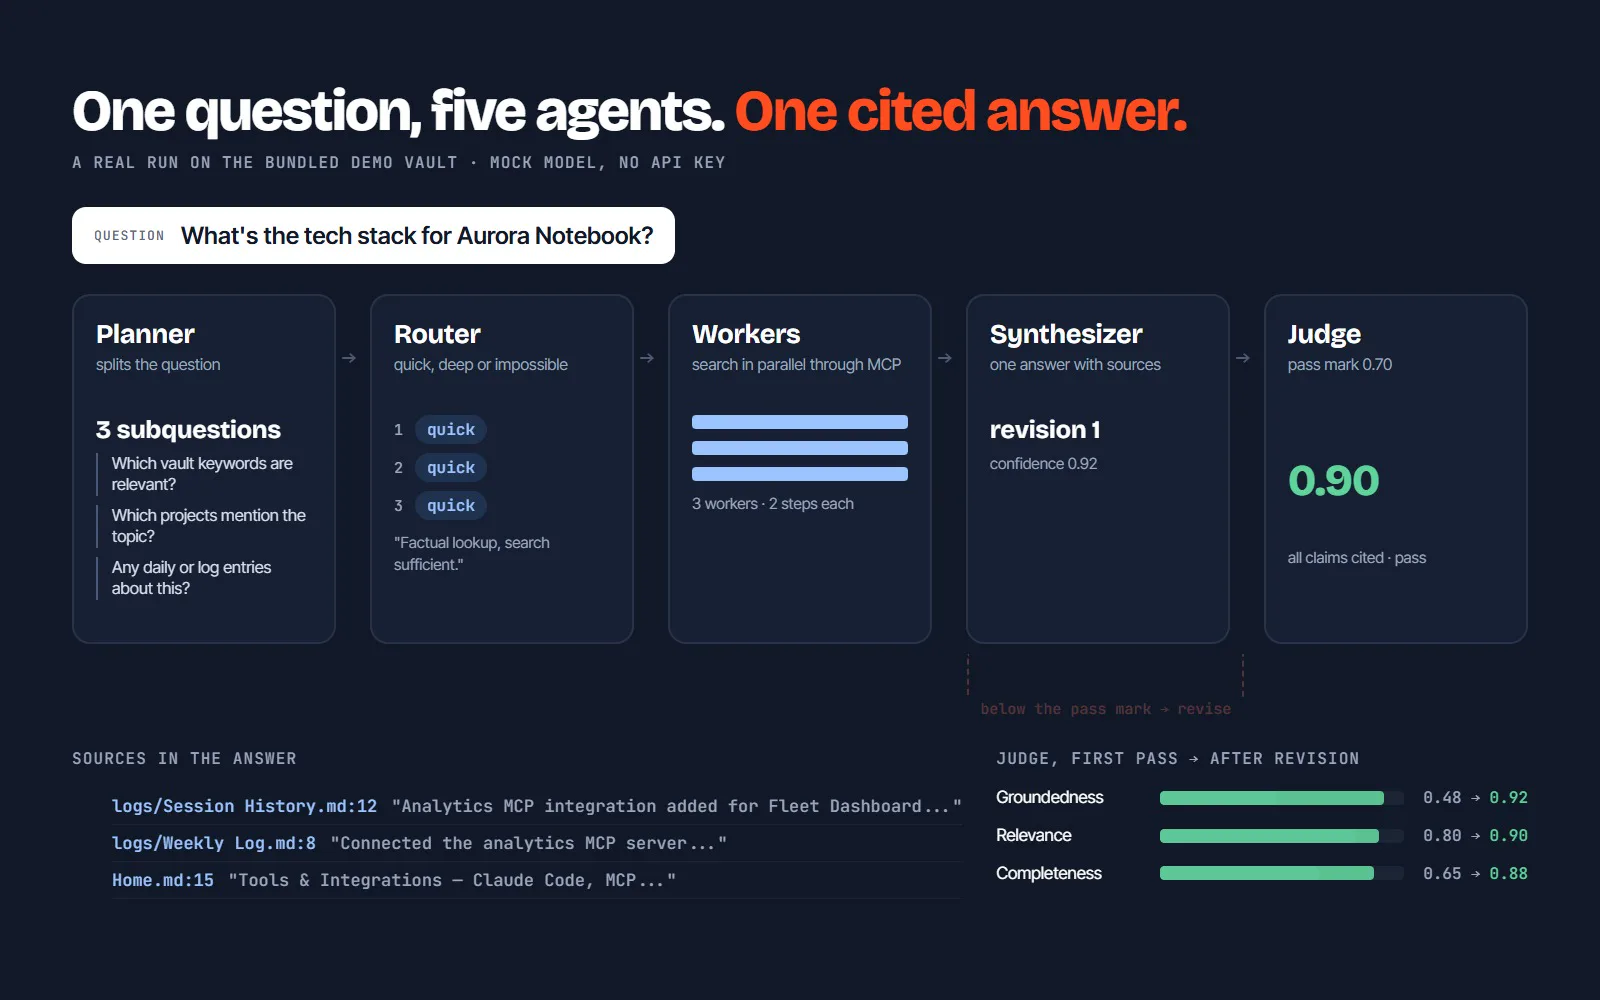 One question, five agents. One cited answer.
A REAL RUN ON THE BUNDLED DEMO VAULT · MOCK MODEL, NO API KEY
QUESTION What's the tech stack for Aurora Notebook?
Planner
splits the question
3 subquestions
Which vault keywords are
relevant?
Which projects mention the
topic?
Any daily or log entries
about this?
→
Router
quick, deep or impossible
1 quick
2 quick
3 quick
"Factual lookup, search
sufficient."
→
Workers
search in parallel through MCP
3 workers · 2 steps each
→
Synthesizer
one answer with sources
revision 1
confidence 0.92
→
Judge
pass mark 0.70
0.90
all claims cited · pass
below the pass mark → revise
SOURCES IN THE ANSWER
logs/Session History.md:12 "Analytics MCP integration added for Fleet Dashboard..."
logs/Weekly Log.md:8 "Connected the analytics MCP server..."
Home.md:15 "Tools & Integrations — Claude Code, MCP..."
JUDGE, FIRST PASS → AFTER REVISION
Groundedness 0.48 → 0.92
Relevance 0.80 → 0.90
Completeness 0.65 → 0.88